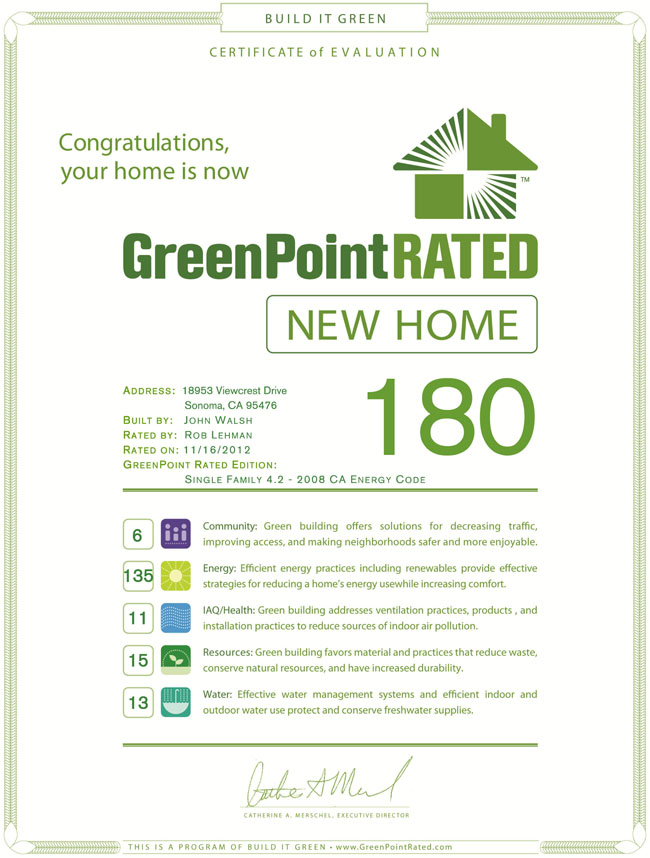 BUILD IT GREEN
CERTIFICATE of EVALUATION
Congratulations,
your home is now
TM
GreenPointRATED
NEW HOME
180
ADDRESS: 18953 Viewcrest Drive
Sonoma, CA 95476
BUILT BY: JOHN WALSH
RATED BY: ROB LEHMAN
RATED ON: 11/16/2012
GREENPOINT RATED EDITION:
SINGLE FAMILY 4.2 - 2008 CA ENERGY CODE
6
Community: Green building offers solutions for decreasing traffic,
improving access, and making neighborhoods safer and more enjoyable.
135
Energy: Efficient energy practices including renewables provide effective
strategies for reducing a home's energy usewhile increasing comfort.
11
IAQ/Health: Green building addresses ventilation practices, products , and
installation practices to reduce sources of indoor air pollution.
15
Resources: Green building favors material and practices that reduce waste,
conserve natural resources, and have increased durability.
13
Water: Effective water management systems and efficient indoor and
outdoor water use protect and conserve freshwater supplies.
CATHERINE A. MERSCHEL, EXECUTIVE DIRECTOR
THIS IS A PROGRAM OF BUILD IT GREEN • www.GreenPointRated.com